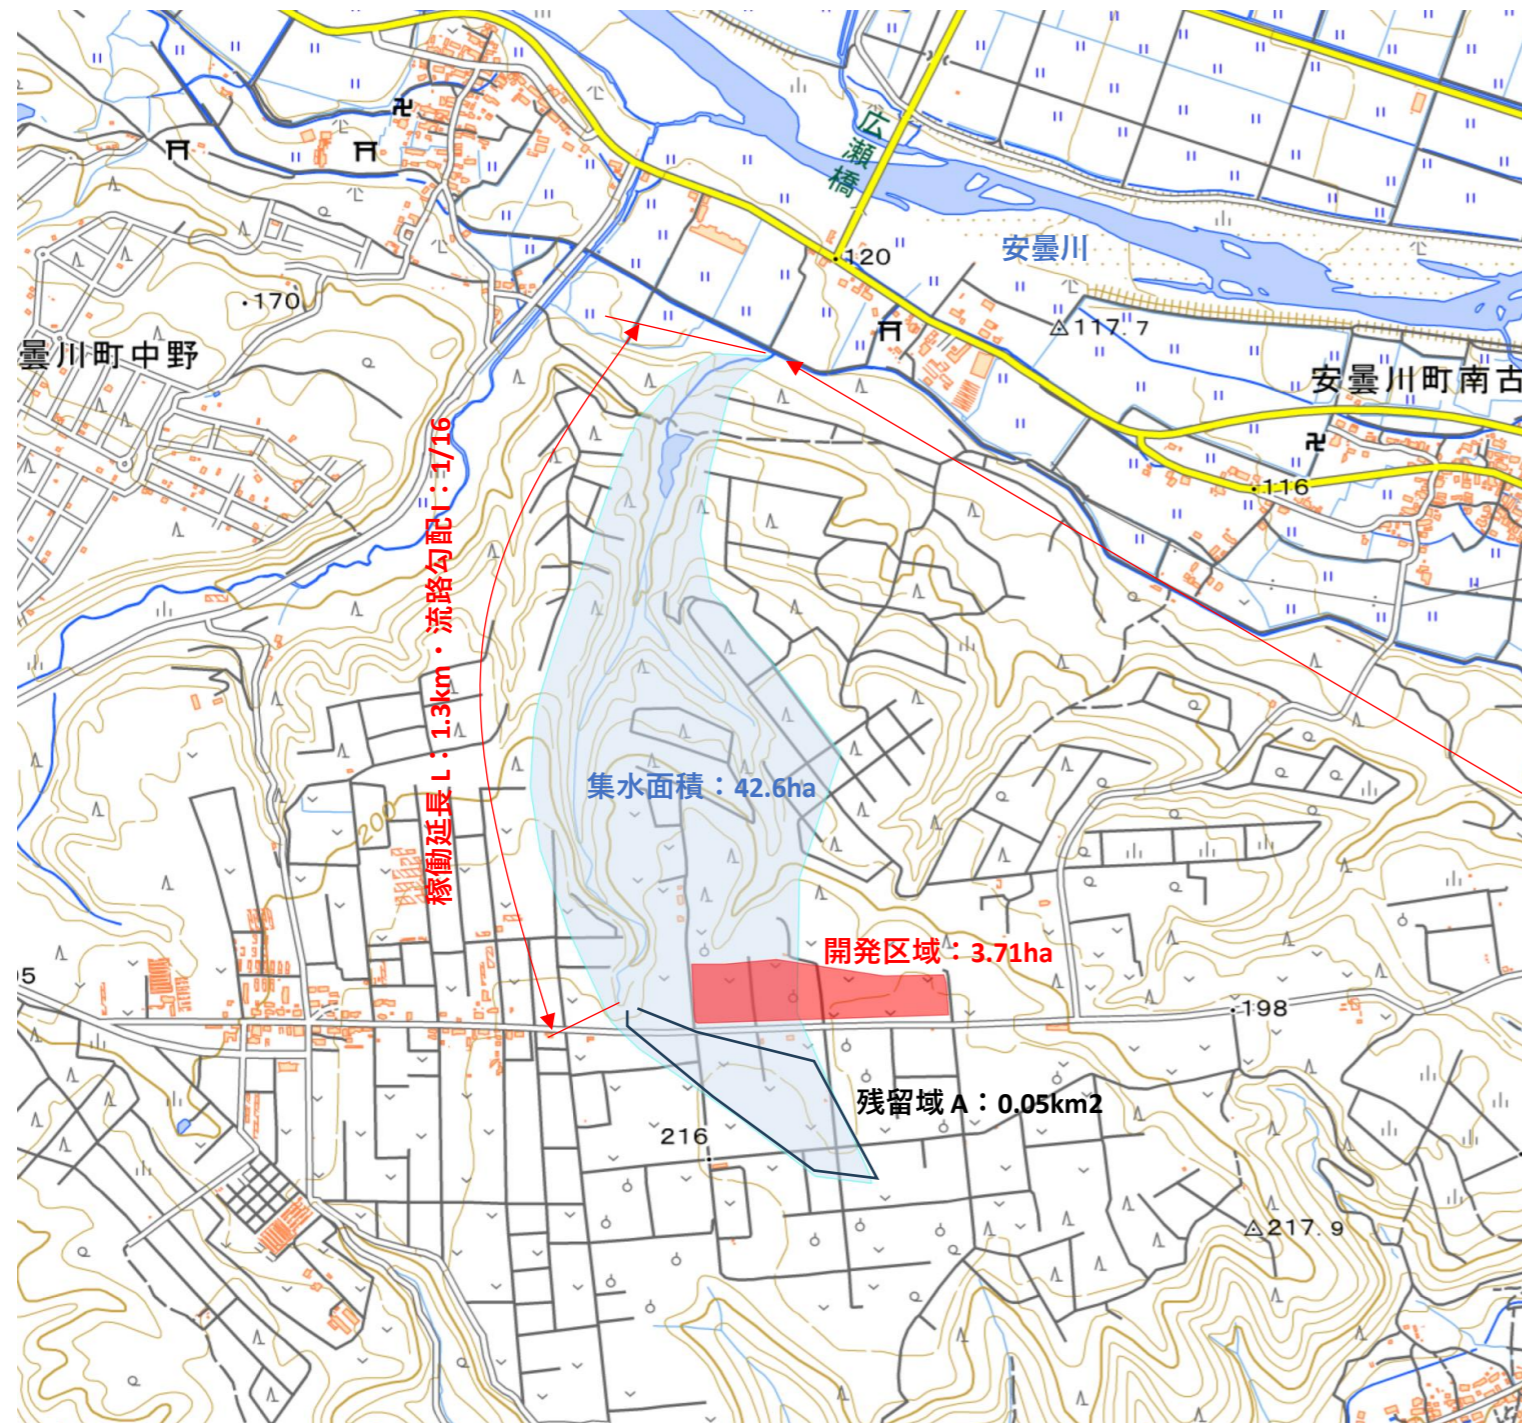 広瀬橋
安曇川
120
170
117.7
曇川町中野
安曇川町南古
116
稼働延長 L：1.3km・流路勾配 I：1/16
集水面積：42.6ha
200
開発区域：3.71ha
05
198
残留域 A：0.05km2
216
217.9